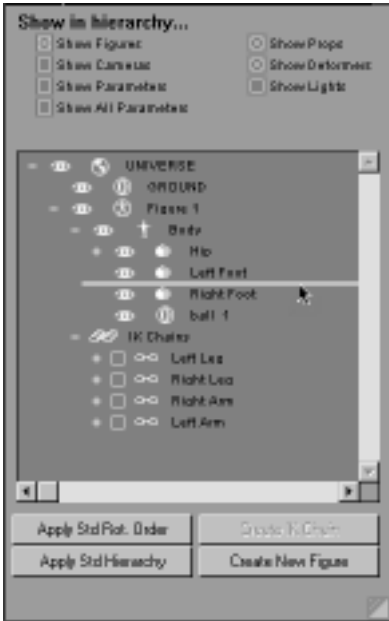 Show in hierarchy...
Show Figures
Show Props
Show Cameras
Show Deformers
Show Parameters
Show Lights
Show All Parameters
UNIVERSE
GROUND
Figure 1
Body
Hip
Left Foot
Right Foot
ball 1
IK Chains
Left Leg
Right Leg
Right Arm
Left Arm
Apply Std Rot. Order
Create IK Chain
Apply Std Hierarchy
Create New Figure